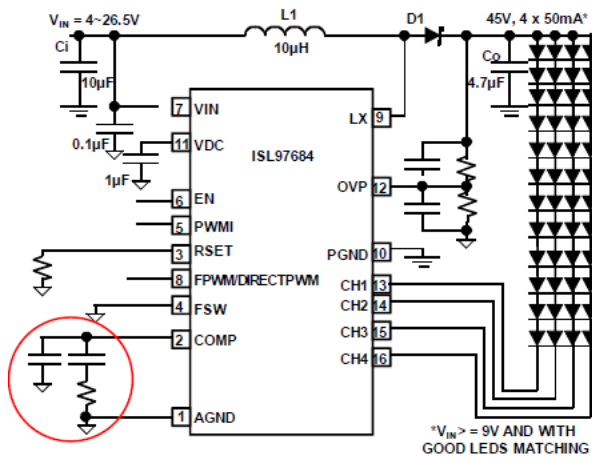 V_IN = 4~26.5V
L1
D1
45V, 4 x 50mA*
Ci
10µH
Co
10µF
4.7µF
7 VIN
LX 9
0.1µF
11 VDC
ISL97684
1µF
OVP 12
6 EN
5 PWMI
3 RSET
PGND 10
8 FPWM/DIRECTPWM
CH1 13
4 FSW
CH2 14
2 COMP
CH3 15
CH4 16
1 AGND
*V_IN> = 9V AND WITH
GOOD LEDS MATCHING